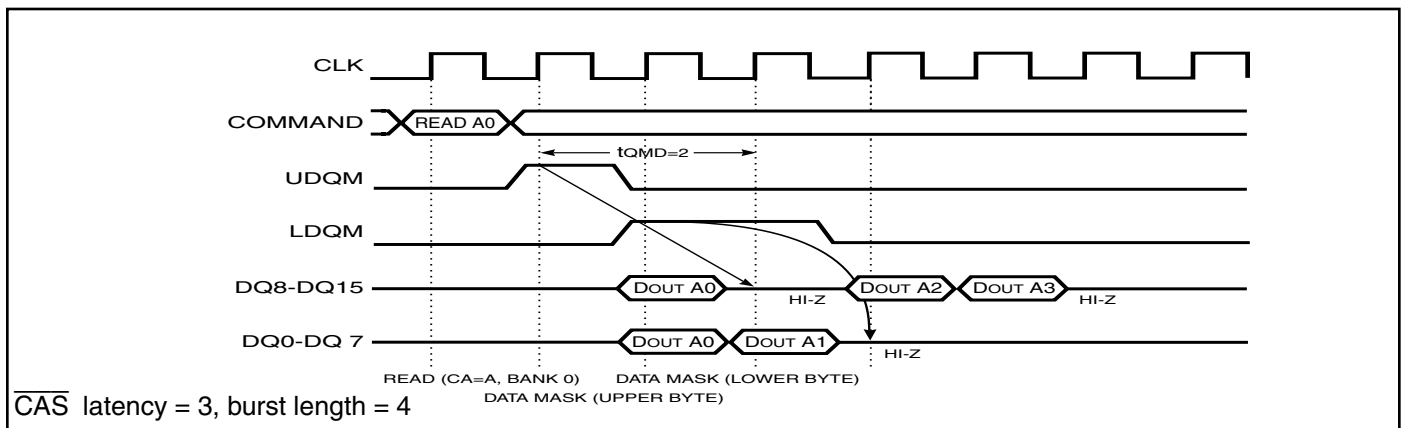 CLK
COMMAND READ A0
tQMD=2
UDQM
LDQM
DQ8-DQ15 DOUT A0 HI-Z DOUT A2 DOUT A3 HI-Z
DQ0-DQ 7 DOUT A0 DOUT A1 HI-Z
READ (CA=A, BANK 0) DATA MASK (LOWER BYTE)
DATA MASK (UPPER BYTE)
C̅A̅S̅ latency = 3, burst length = 4